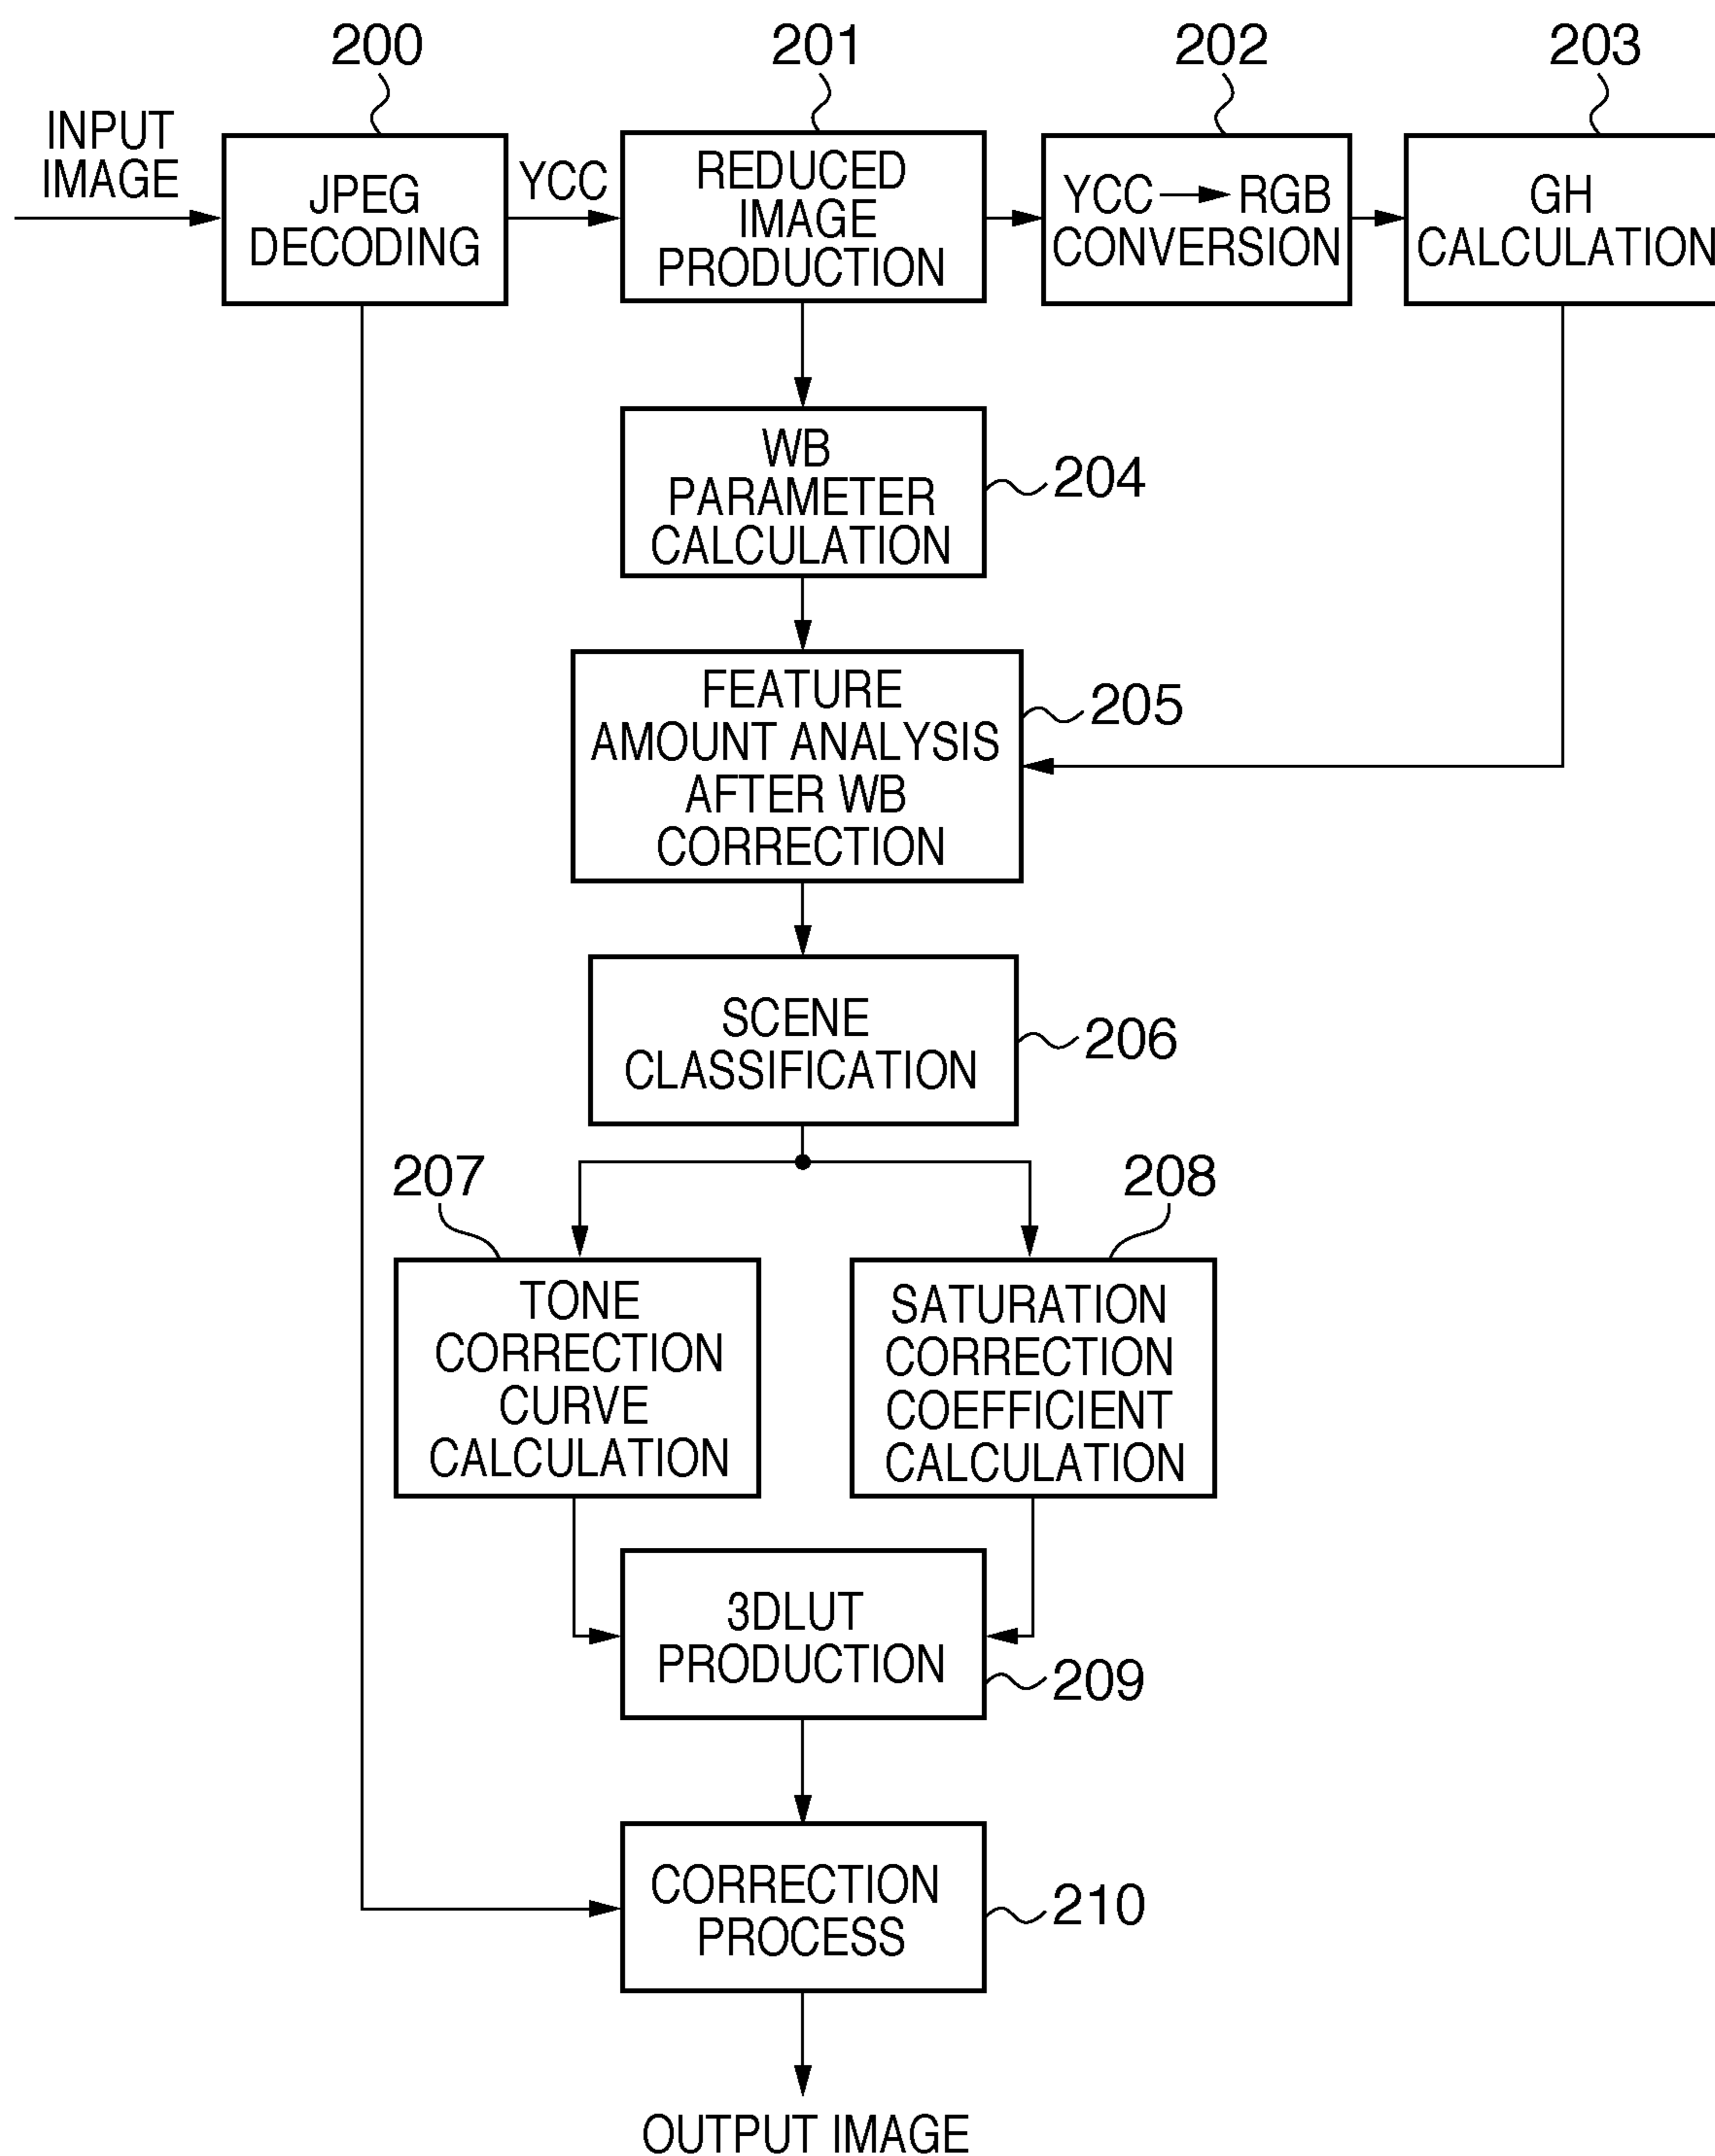 200
201
202
203
INPUT
IMAGE
JPEG
DECODING
YCC
REDUCED
IMAGE
PRODUCTION
YCC → RGB
CONVERSION
GH
CALCULATION
WB
PARAMETER
CALCULATION
204
FEATURE
AMOUNT ANALYSIS
AFTER WB
CORRECTION
205
SCENE
CLASSIFICATION
206
207
208
TONE
CORRECTION
CURVE
CALCULATION
SATURATION
CORRECTION
COEFFICIENT
CALCULATION
3DLUT
PRODUCTION
209
CORRECTION
PROCESS
210
OUTPUT IMAGE